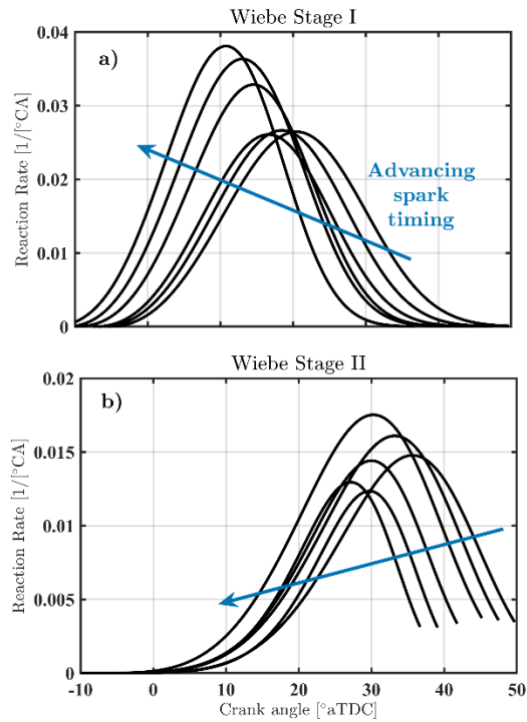 Wiebe Stage I
0.04
a)
0.03
Reaction Rate [1/[°CA]
0.02
Advancing
spark
timing
0.01
0
Wiebe Stage II
0.02
b)
0.015
Reaction Rate [1/[°CA]
0.01
0.005
0
-10 0 10 20 30 40 50
Crank angle [°aTDC]